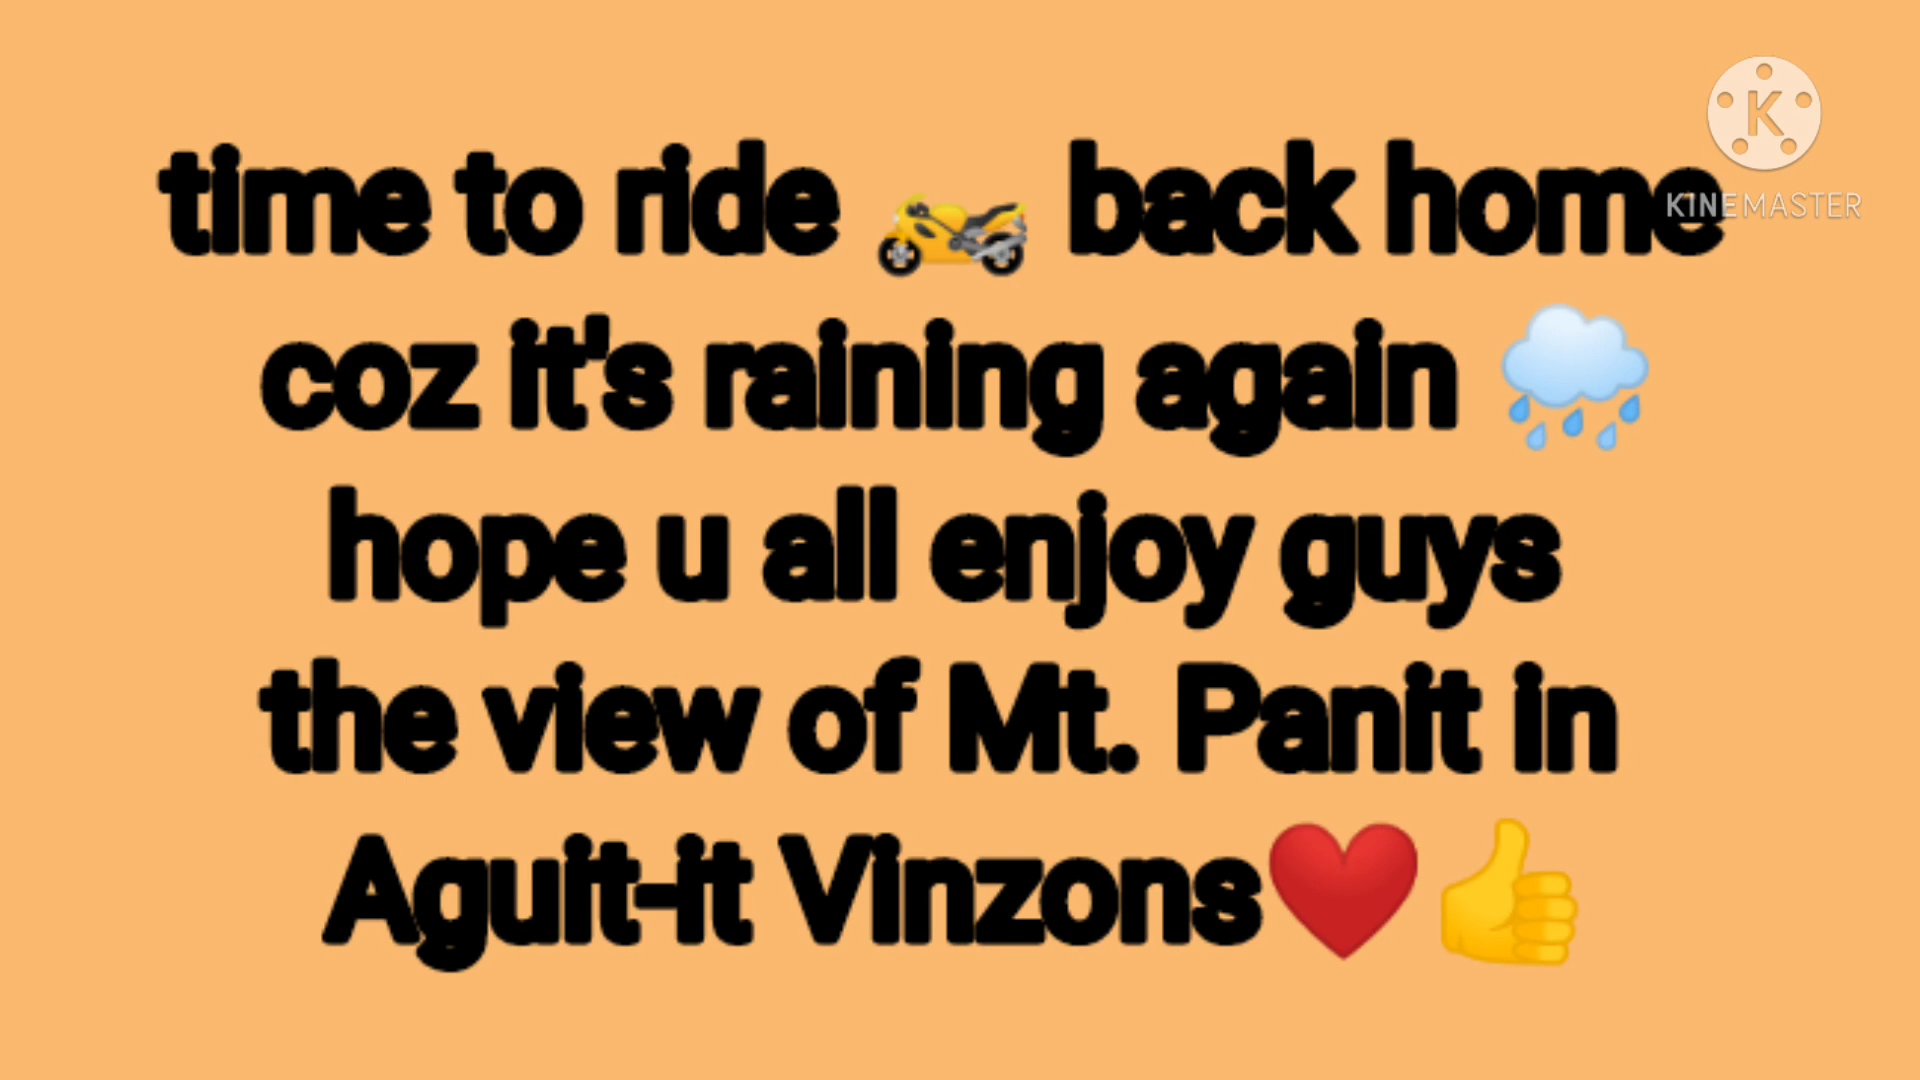 time to ride 🏍️ back home
coz it's raining again 🌧️
hope u all enjoy guys
the view of Mt. Panit in
Aguit-it Vinzons❤️👍
K
KINEMASTER